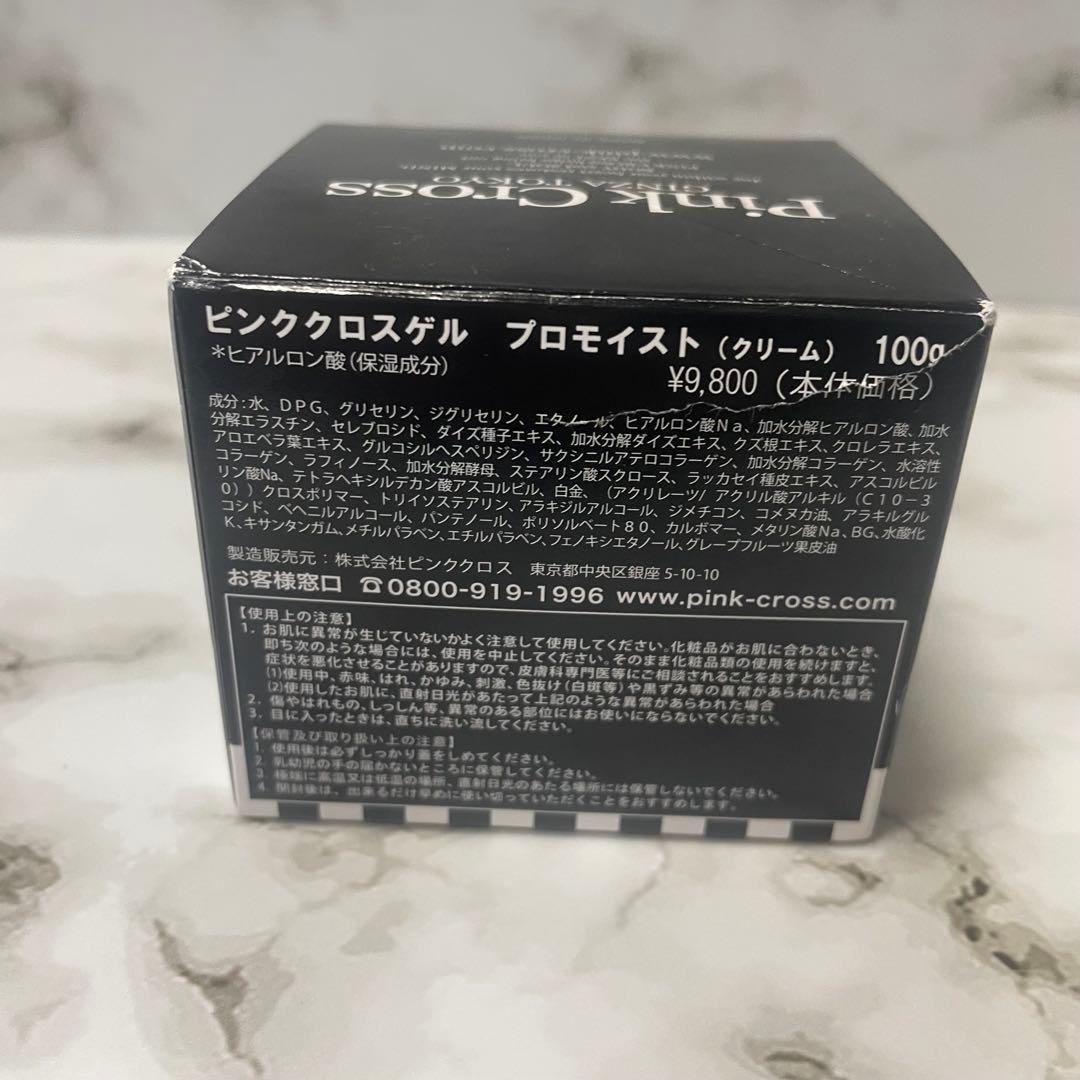 Pink Cross
GINZA TOKYO
ピンククロスゲル　プロモイスト（クリーム）　100g
＊ヒアルロン酸（保湿成分）
¥9,800（本体価格）
成分：水、ＤＰＧ、グリセリン、ジグリセリン、エタノール、ヒアルロン酸Ｎａ、加水分解ヒアルロン酸、加水
分解エラスチン、セレブロシド、ダイズ種子エキス、加水分解ダイズエキス、クズ根エキス、クロレラエキス、
アロエベラ葉エキス、グルコシルヘスペリジン、サクシニルアテロコラーゲン、加水分解コラーゲン、水溶性
コラーゲン、ラフィノース、加水分解酵母、ステアリン酸スクロース、ラッカセイ種皮エキス、アスコルビル
リン酸Na、テトラヘキシルデカン酸アスコルビル、白金、（アクリレーツ/アクリル酸アルキル（Ｃ１０－３
０））クロスポリマー、トリイソステアリン、アラキジルアルコール、ジメチコン、コメヌカ油、アラキルグル
コシド、ベヘニルアルコール、パンテノール、ポリソルベート８０、カルボマー、メタリン酸Ｎａ、BG、水酸化
Ｋ、キサンタンガム、メチルパラベン、エチルパラベン、フェノキシエタノール、グレープフルーツ果皮油
製造販売元：株式会社ピンククロス　東京都中央区銀座 5-10-10
お客様窓口　☎0800-919-1996 www.pink-cross.com
【使用上の注意】
1. お肌に異常が生じていないかよく注意して使用してください。化粧品がお肌に合わないとき、
即ち次のような場合には、使用を中止してください。そのまま化粧品類の使用を続けますと、
症状を悪化させることがありますので、皮膚科専門医等にご相談されることをおすすめします。
(1)使用中、赤味、はれ、かゆみ、刺激、色抜け（白斑等）や黒ずみ等の異常があらわれた場合
(2)使用したお肌に、直射日光があたって上記のような異常があらわれた場合
2. 傷やはれもの、しっしん等、異常のある部位にはお使いにならないでください。
3. 目に入ったときは、直ちに洗い流してください。
【保管及び取り扱い上の注意】
1. 使用後は必ずしっかり蓋をしめてください。
2. 乳幼児の手の届かないところに保管してください。
3. 極端に高温又は低温の場所、直射日光のあたる場所には保管しないでください。
4. 開封後は、出来るだけ早めに使い切っていただくことをおすすめします。